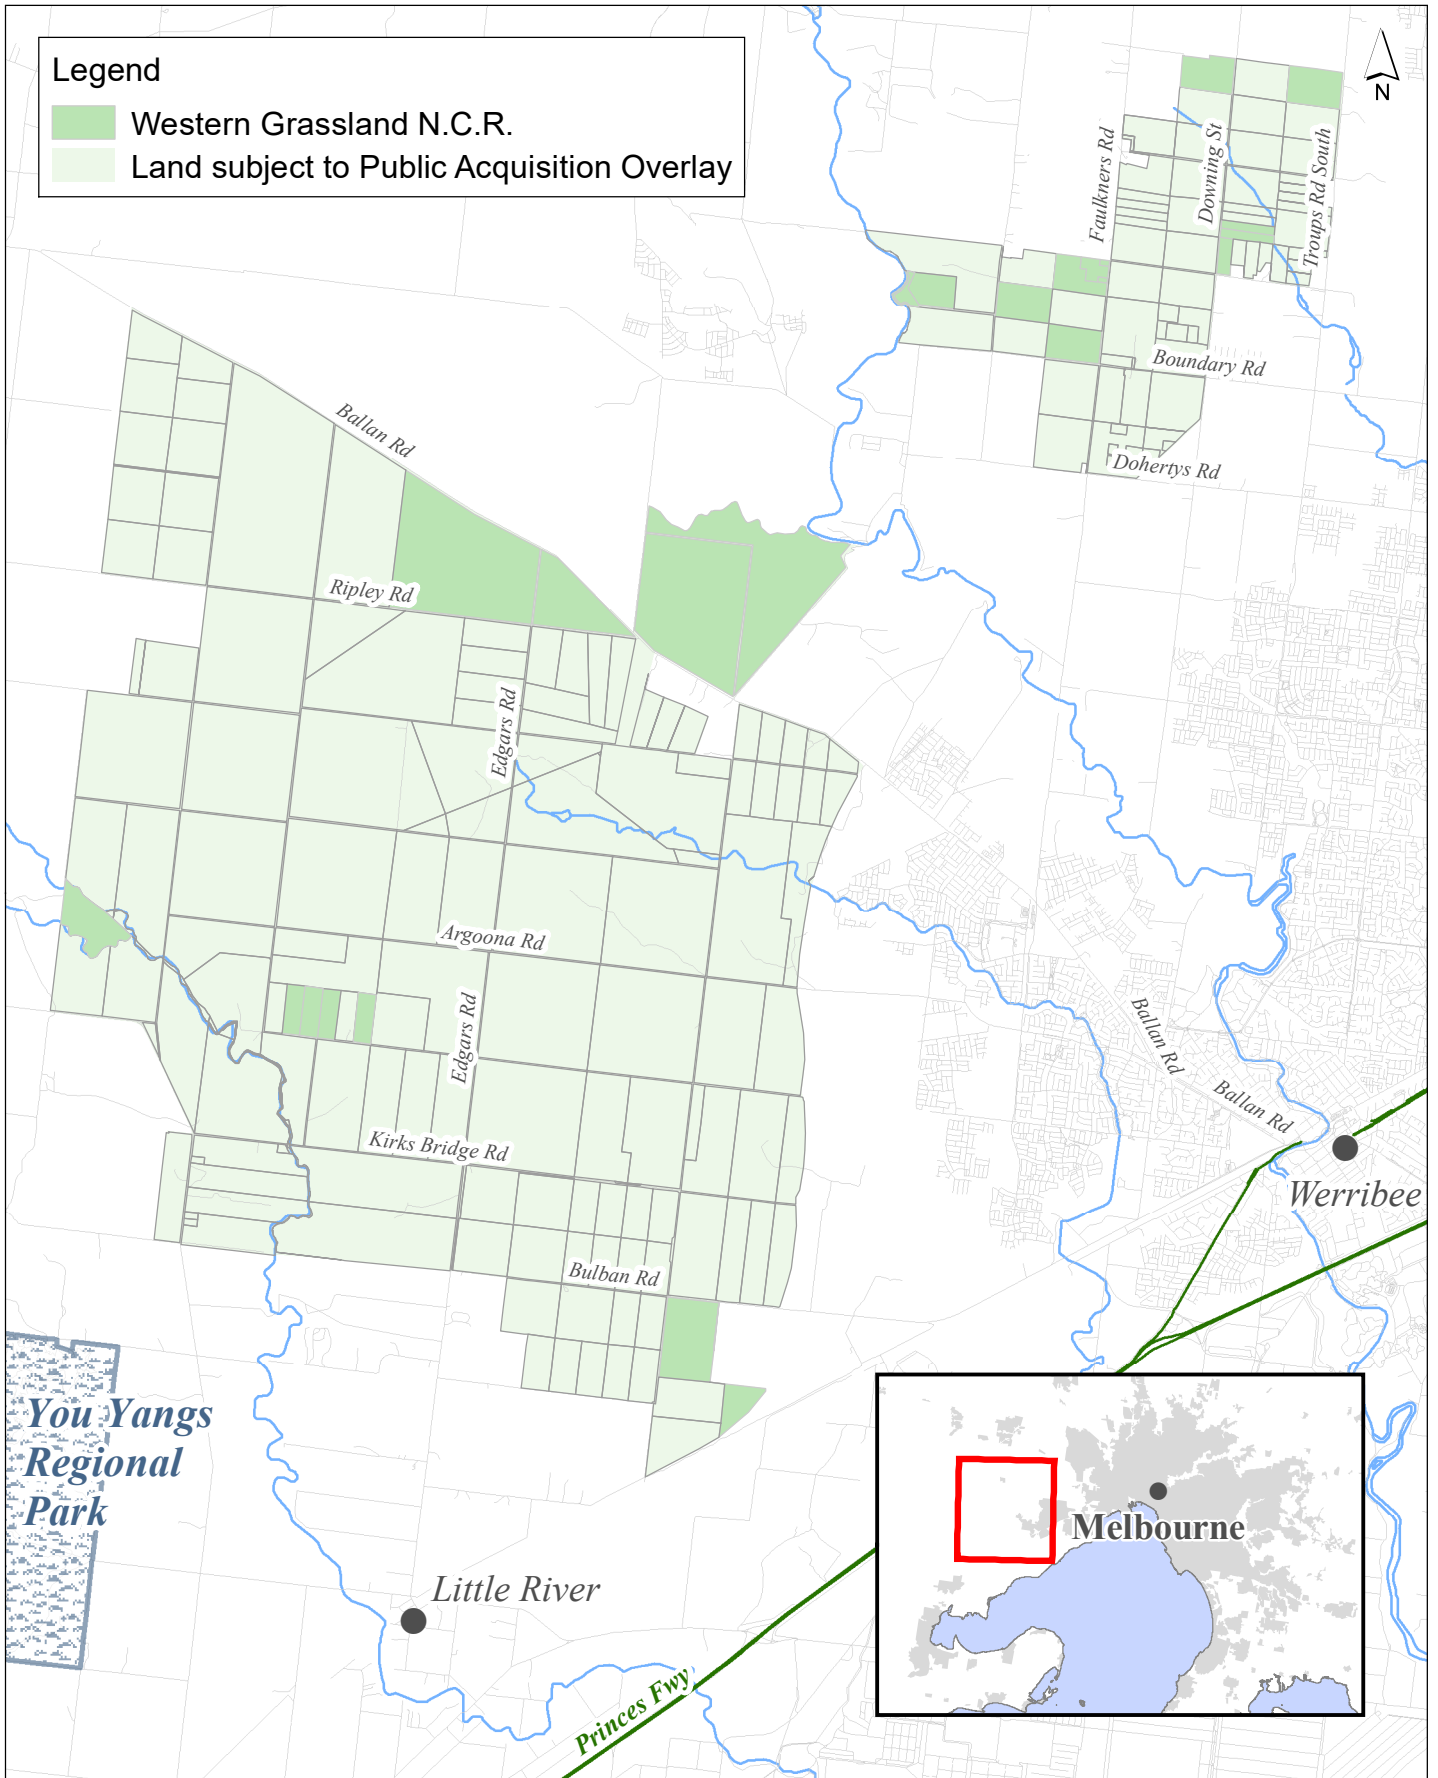 Legend
Western Grassland N.C.R.
Land subject to Public Acquisition Overlay
N
Faulkners Rd
Downing St
Troups Rd South
Boundary Rd
Dohertys Rd
Ballan Rd
Ripley Rd
Edgars Rd
Argoona Rd
Edgars Rd
Kirks Bridge Rd
Bulban Rd
Ballan Rd
Ballan Rd
Werribee
You Yangs
Regional
Park
Little River
Princes Fwy
Melbourne